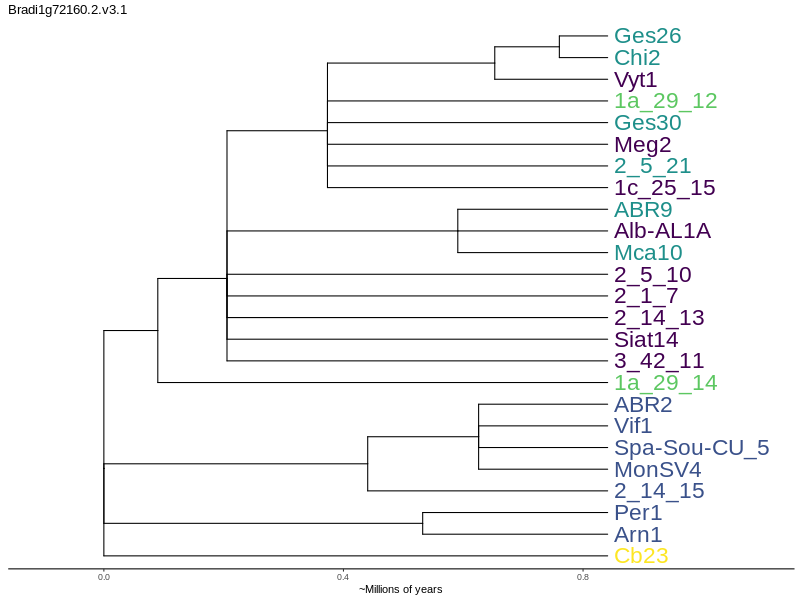 Bradi1g72160.2.v3.1
Ges26
Chi2
Vyt1
1a_29_12
Ges30
Meg2
2_5_21
1c_25_15
ABR9
Alb-AL1A
Mca10
2_5_10
2_1_7
2_14_13
Siat14
3_42_11
1a_29_14
ABR2
Vif1
Spa-Sou-CU_5
MonSV4
2_14_15
Per1
Arn1
Cb23
0.0 0.4 0.8
~Millions of years